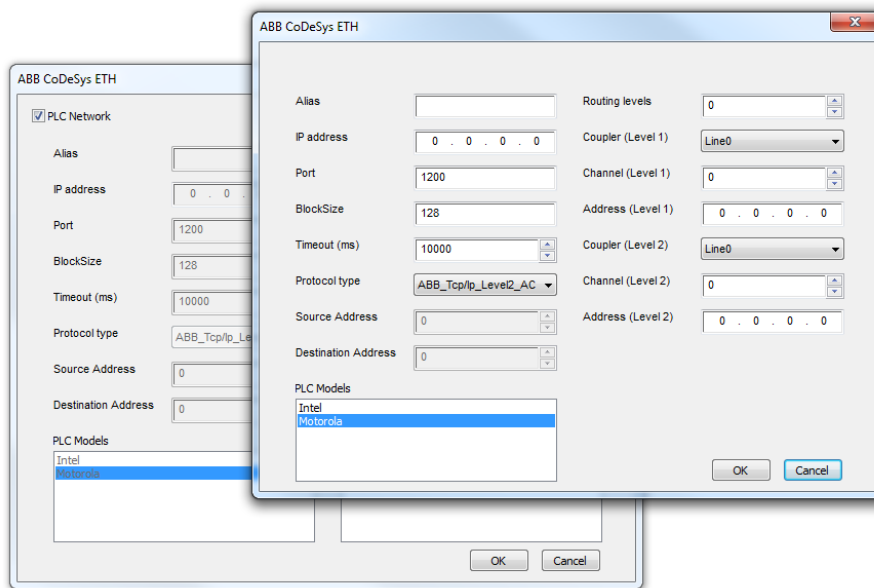 ABB CoDeSys ETH
Alias
Routing levels
0
IP address
0 . 0 . 0 . 0
Coupler (Level 1)
Line0
Port
1200
Channel (Level 1)
0
BlockSize
128
Address (Level 1)
0 . 0 . 0 . 0
Timeout (ms)
10000
Coupler (Level 2)
Line0
Protocol type
ABB_Tcp/Ip_Level2_AC
Channel (Level 2)
0
Source Address
0
Address (Level 2)
0 . 0 . 0 . 0
Destination Address
0
PLC Models
Intel
Motorola
OK
Cancel
ABB CoDeSys ETH
PLC Network
Alias
IP address
0 . 0 .
Port
1200
BlockSize
128
Timeout (ms)
10000
Protocol type
ABB_Tcp/Ip_Le
Source Address
0
Destination Address
0
PLC Models
Intel
Motorola
OK
Cancel